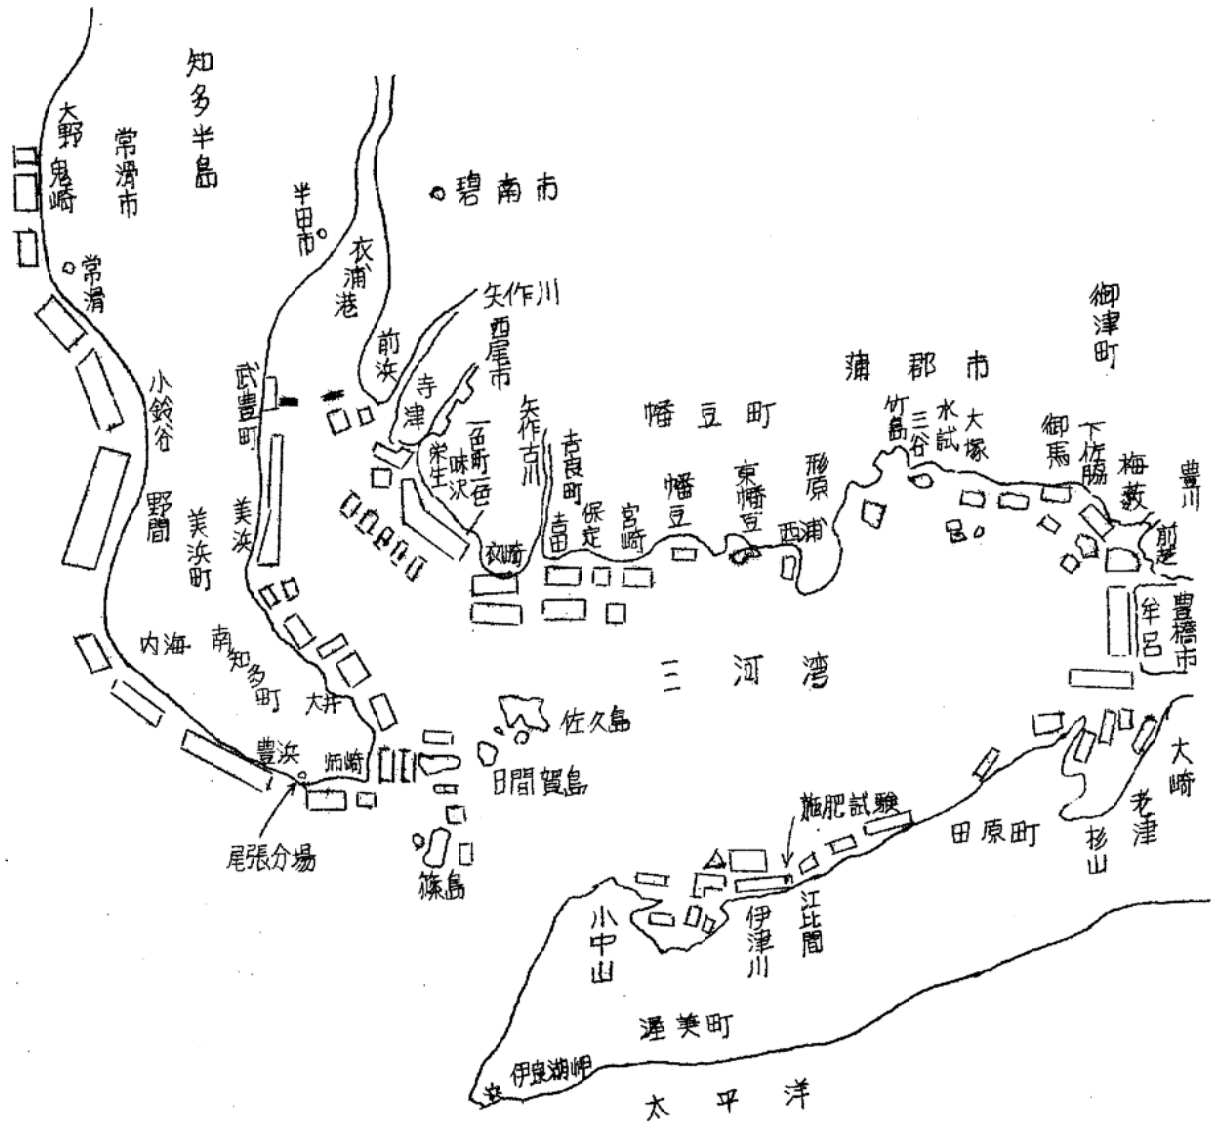 知多半島
大野
鬼崎
常滑市
常滑
半田市
碧南市
衣浦港
矢作川
西尾市
前浜
寺津
小鈴谷
武豊町
栄生
味沢
一色町一色
矢作古川
吉良町
吉田
保定
宮崎
幡豆町
幡豆
東幡豆
形原
西浦
蒲郡市
竹島
三谷
水試
大塚
御津町
御馬
下佐脇
梅薮
豊川
前芝
豊橋市
牟呂
野間
美浜町
美浜
衣崎
内海
南知多町
大井
豊浜
師崎
尾張分場
三河湾
佐久島
日間賀島
篠島
施肥試験
田原町
大崎
老津
杉山
小中山
伊津川
江比間
渥美町
伊良湖岬
太平洋